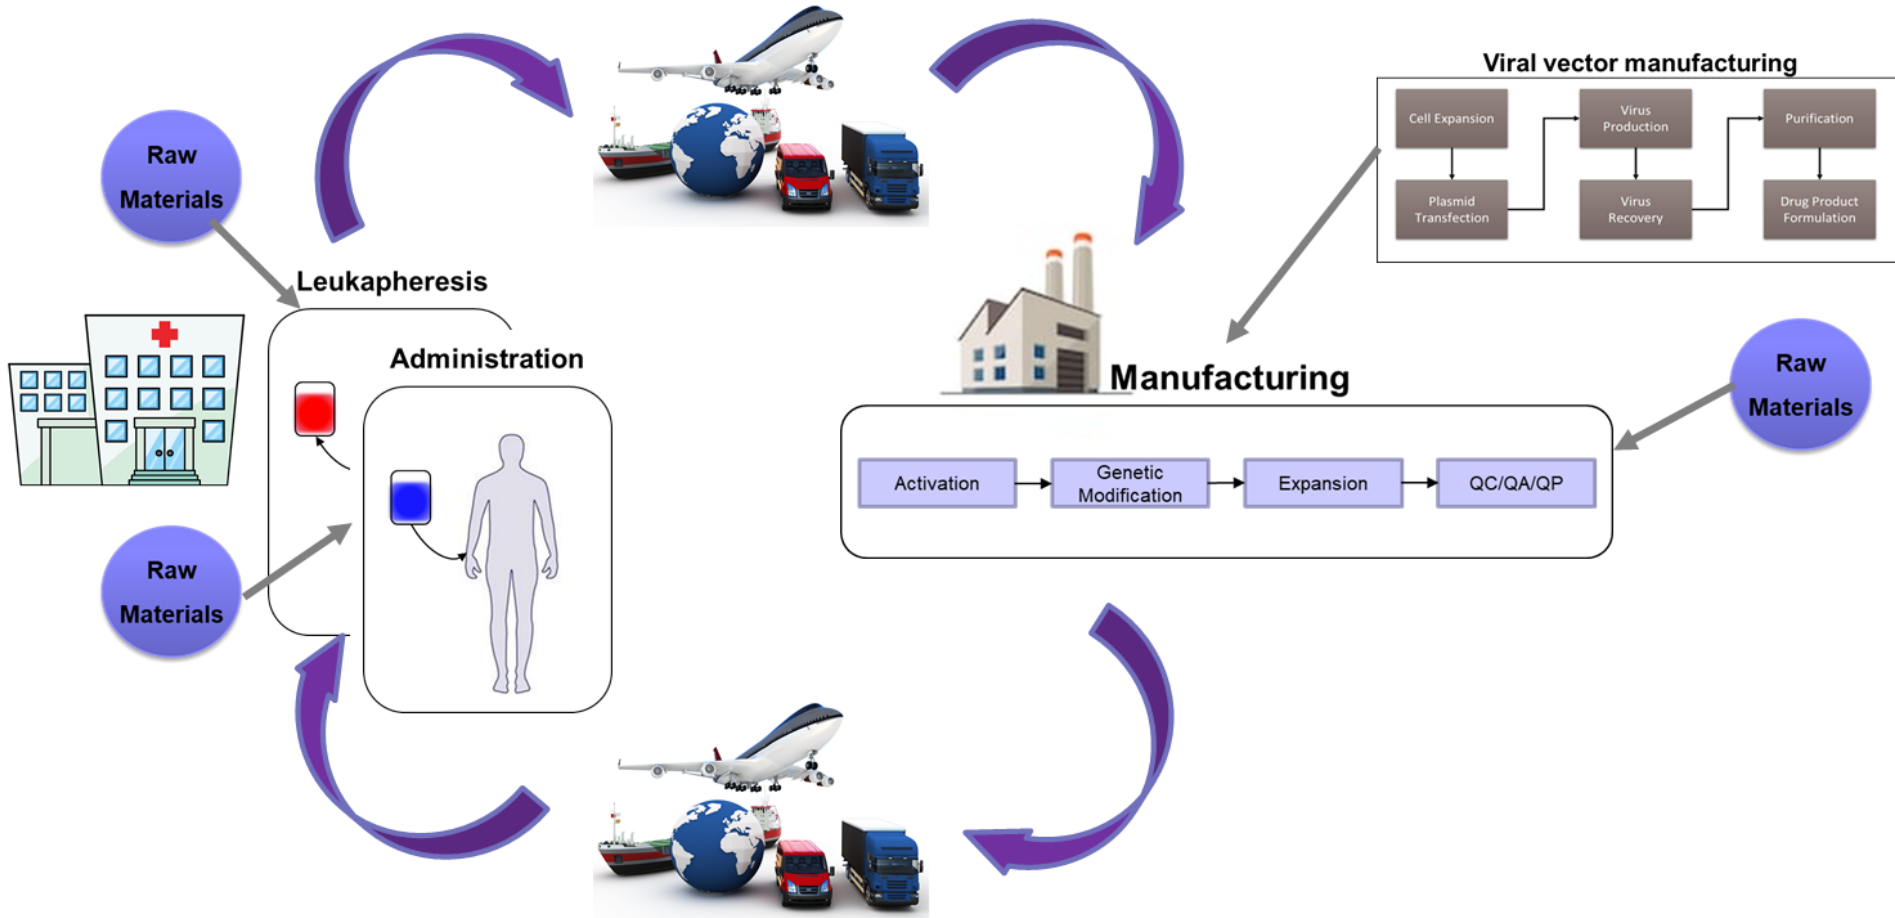 Viral vector manufacturing
Cell Expansion
Virus
Production
Purification
Plasmid
Transfection
Virus
Recovery
Drug Product
Formulation
Raw
Materials
Leukapheresis
Administration
Manufacturing
Raw
Materials
Activation
Genetic
Modification
Expansion
QC/QA/QP
Raw
Materials